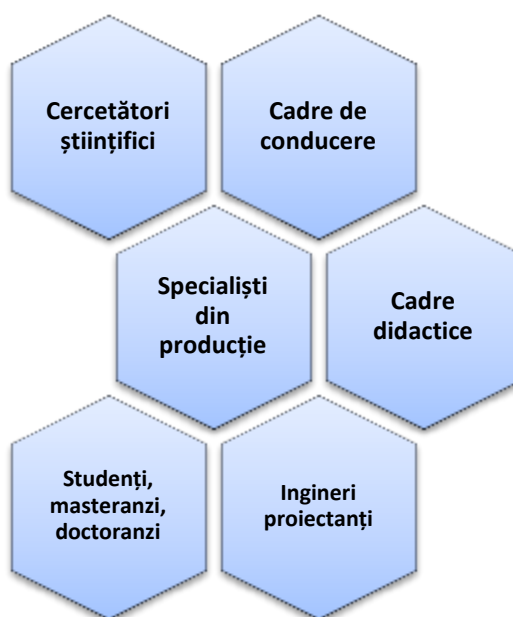 Cercetători
științifici
Cadre de
conducere
Specialiști
din
producție
Cadre
didactice
Studenți,
masteranzi,
doctoranzi
Ingineri
proiectanți